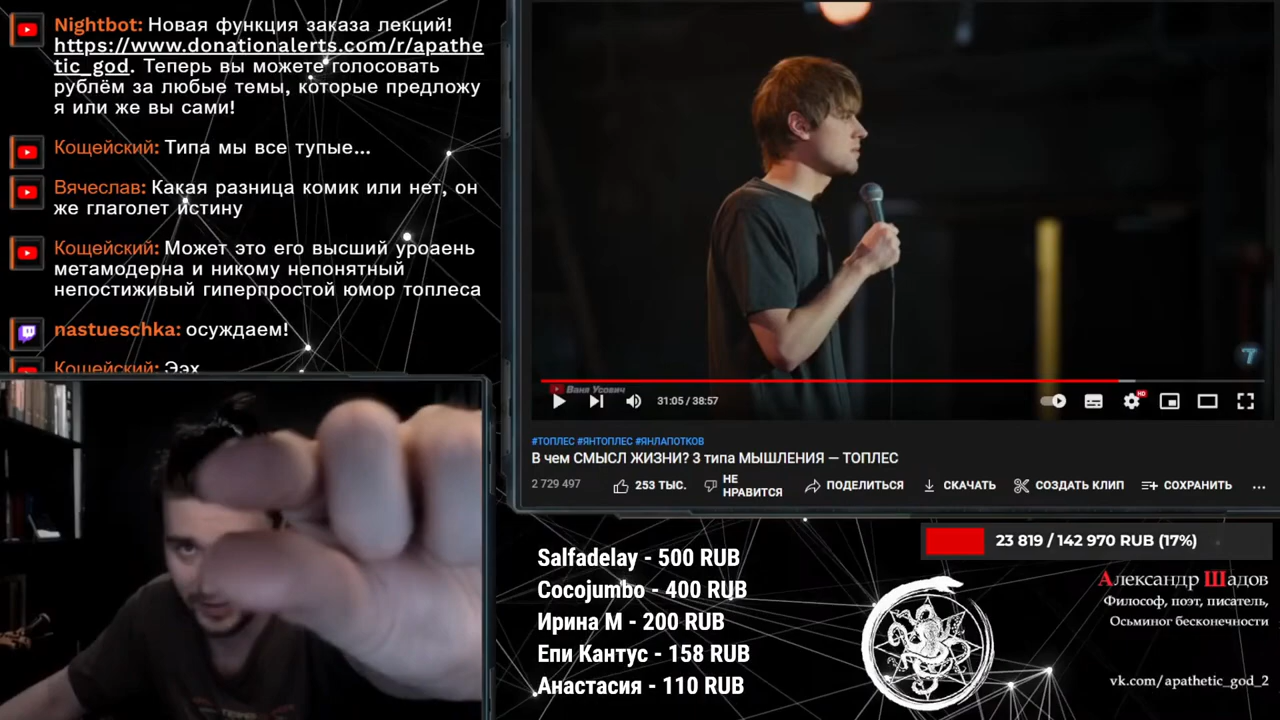 Nightbot: Новая функция заказа лекций!
https://www.donationalerts.com/r/apathe
tic_god. Теперь вы можете голосовать
рублём за любые темы, которые предложу
я или же вы сами!
Кощейский: Типа мы все тупые...
Вячеслав: Какая разница комик или нет, он
же глаголет истину
Кощейский: Может это его высший уроаень
метамодерна и никому непонятный
непостиживый гиперпростой юмор топлеса
nastueschka: осуждаем!
Кощейский: Ээх
Ваня Усович
31:05 / 38:57
HD
#ТОПЛЕС #ЯНТОПЛЕС #ЯНЛАПОТКОВ
В чем СМЫСЛ ЖИЗНИ? 3 типа МЫШЛЕНИЯ — ТОПЛЕС
2 729 497
253 ТЫС.
НЕ
НРАВИТСЯ
ПОДЕЛИТЬСЯ
СКАЧАТЬ
СОЗДАТЬ КЛИП
СОХРАНИТЬ
...
23 819 / 142 970 RUB (17%)
Salfadelay - 500 RUB
Cocojumbo - 400 RUB
Ирина М - 200 RUB
Епи Кантус - 158 RUB
Анастасия - 110 RUB
Александр Шадов
Философ, поэт, писатель,
Осьминог бесконечности
vk.com/apathetic_god_2